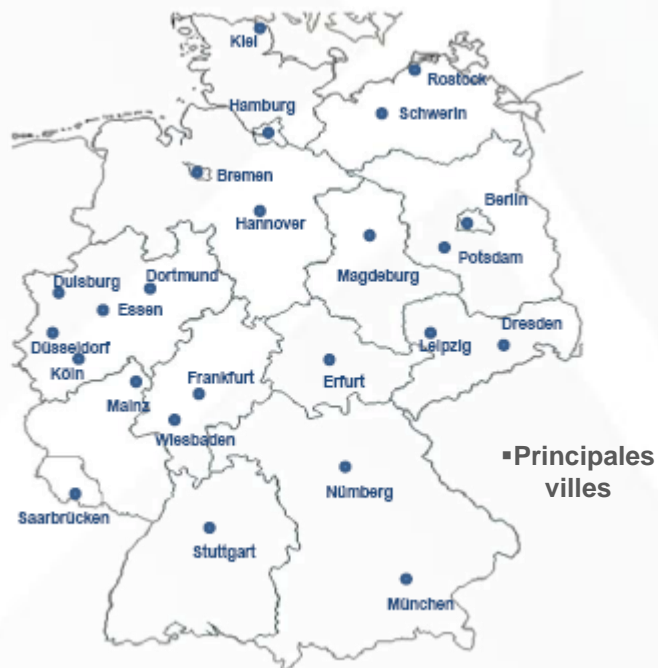 Kiel
Rostock
Hamburg
Schwerin
Bremen
Berlin
Hannover
Potsdam
Magdeburg
Duisburg
Dortmund
Essen
Dresden
Düsseldorf
Leipzig
Köln
Frankfurt
Erfurt
Mainz
Wiesbaden
▪Principales
villes
Nürnberg
Saarbrücken
Stuttgart
München